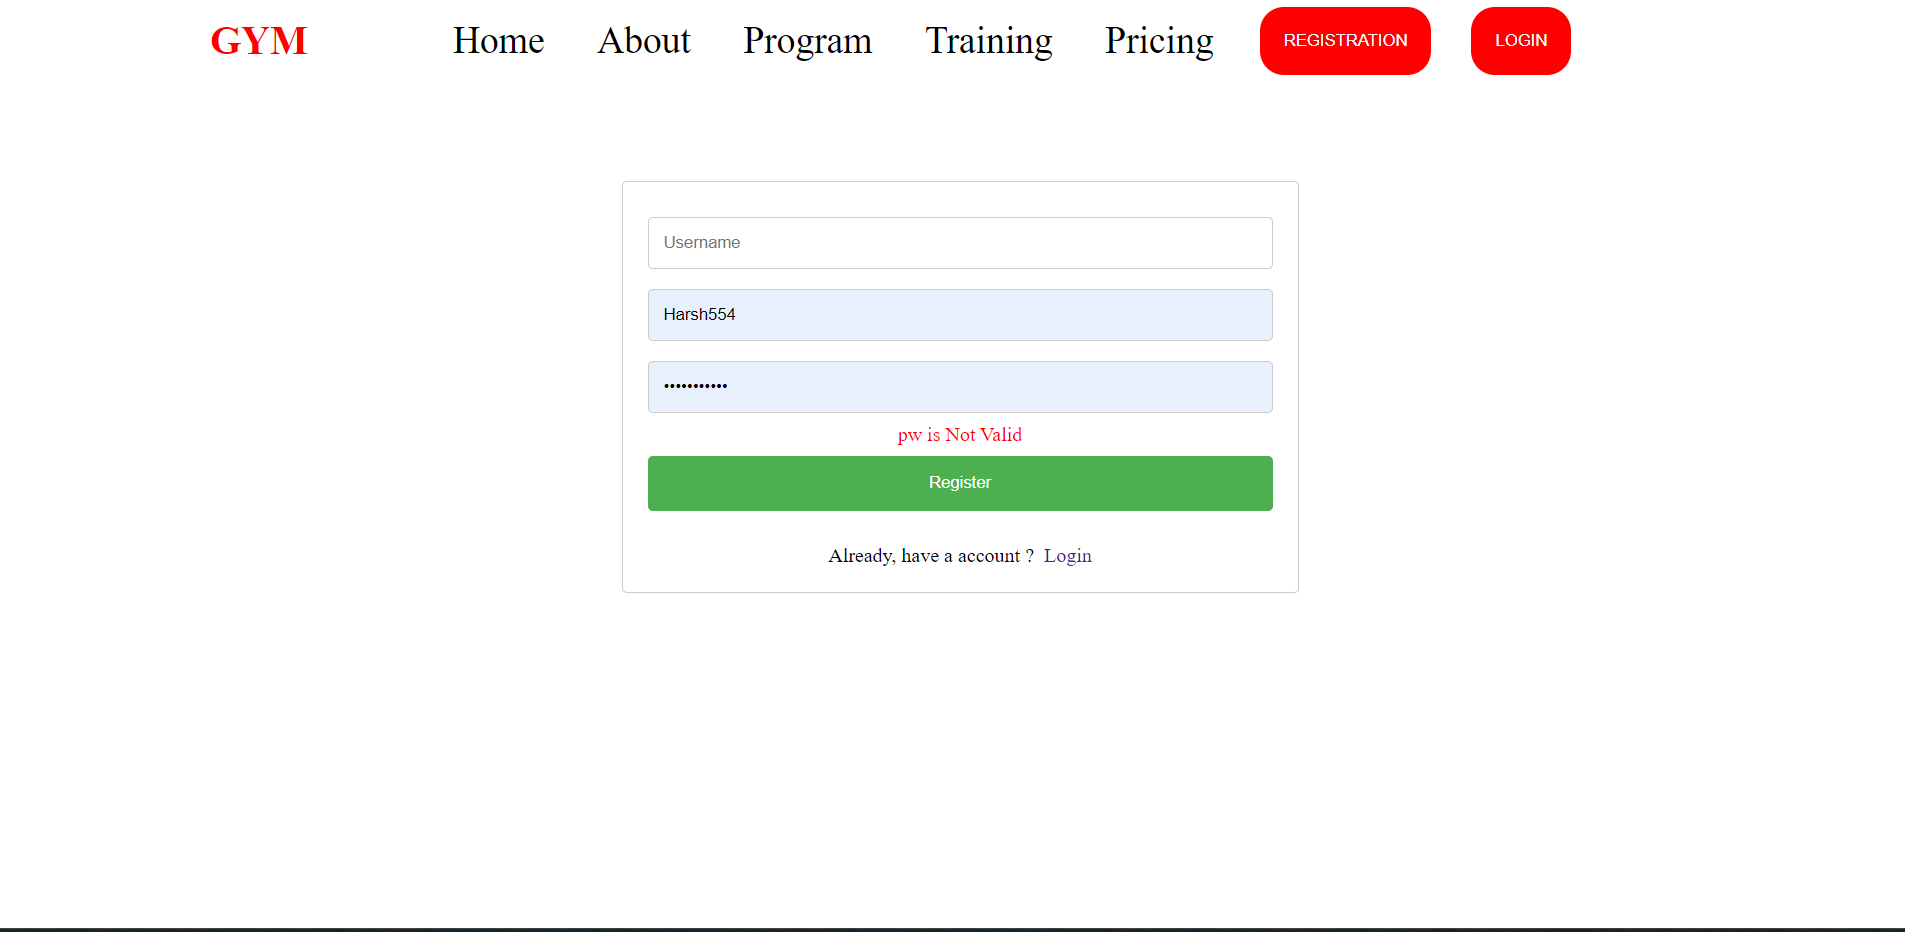 GYM Home About Program Training Pricing REGISTRATION LOGIN
Username
Harsh554
•••••••••••
pw is Not Valid
Register
Already, have a account ? Login